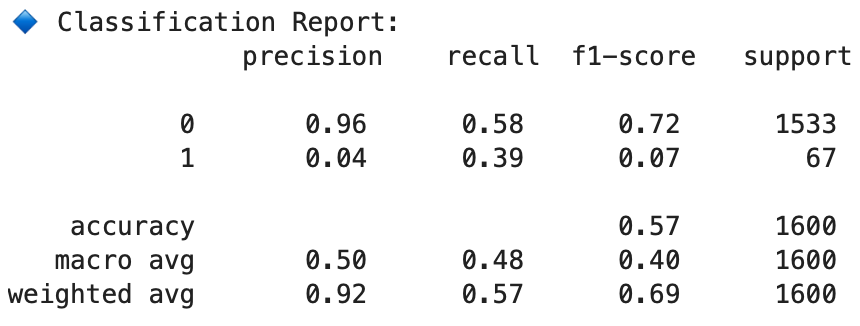 🔷 Classification Report:
precision recall f1-score support
0 0.96 0.58 0.72 1533
1 0.04 0.39 0.07 67
accuracy 0.57 1600
macro avg 0.50 0.48 0.40 1600
weighted avg 0.92 0.57 0.69 1600